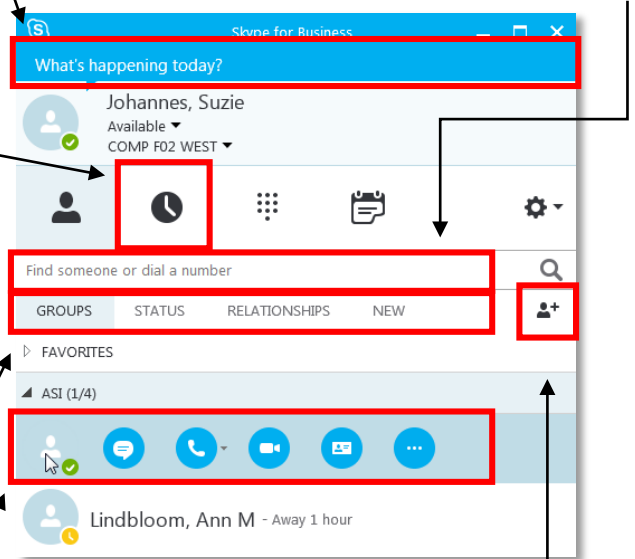 Skype for Business
What's happening today?
Johannes, Suzie
Available
COMP F02 WEST
Find someone or dial a number
GROUPS STATUS RELATIONSHIPS NEW
FAVORITES
ASI (1/4)
Lindbloom, Ann M - Away 1 hour